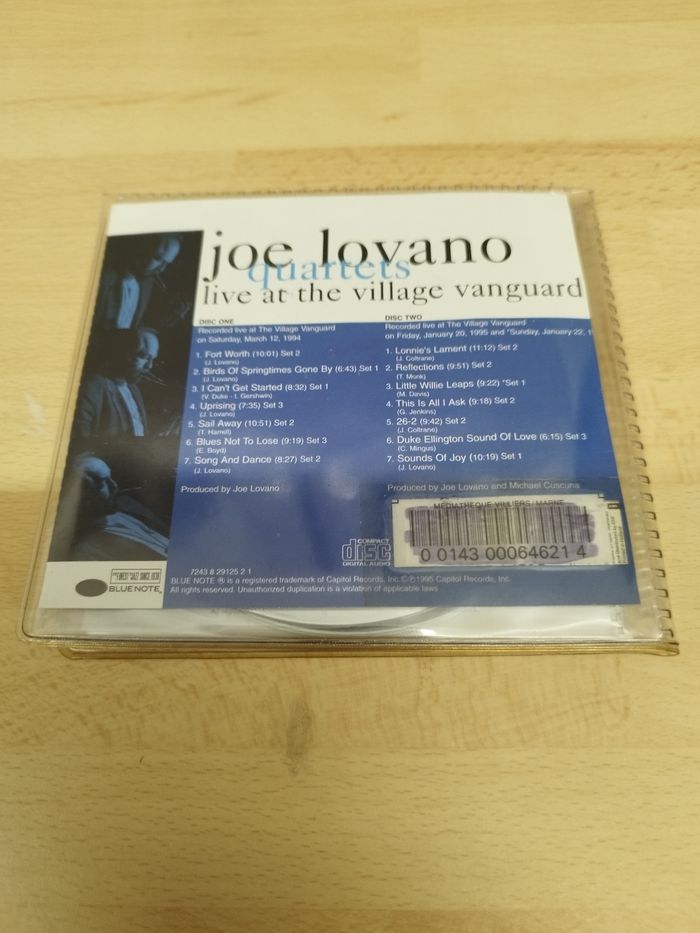 joe lovano
quartets
live at the village vanguard
DISC ONE
Recorded live at The Village Vanguard
on Saturday, March 12, 1994
1. Fort Worth (10:01) Set 2
(J. Lovano)
2. Birds Of Springtimes Gone By (6:43) Set 1
(J. Lovano)
3. I Can't Get Started (8:32) Set 1
(V. Duke - I. Gershwin)
4. Uprising (7:35) Set 3
(J. Lovano)
5. Sail Away (10:51) Set 2
(T. Harrell)
6. Blues Not To Lose (9:19) Set 3
(E. Boyd)
7. Song And Dance (8:27) Set 2
(J. Lovano)
Produced by Joe Lovano
DISC TWO
Recorded live at The Village Vanguard
on Friday, January 20, 1995 and *Sunday, January 22, 1
1. Lonnie's Lament (11:12) Set 2
(J. Coltrane)
2. Reflections (9:51) Set 2
(T. Monk)
3. Little Willie Leaps (9:22) *Set 1
(M. Davis)
4. This Is All I Ask (9:18) Set 2
(G. Jenkins)
5. 26-2 (9:42) Set 2
(J. Coltrane)
6. Duke Ellington Sound Of Love (6:15) Set 3
(C. Mingus)
7. Sounds Of Joy (10:19) Set 1
(J. Lovano)
Produced by Joe Lovano and Michael Cuscuna
MEDIATHEQUE VILLIERS/MARNE
0 0143 00064621 4
COMPACT
disc
DIGITAL AUDIO
7243 8 29125 2 1
BLUE NOTE ® is a registered trademark of Capitol Records, Inc. © ℗1995 Capitol Records, Inc.
All rights reserved. Unauthorized duplication is a violation of applicable laws
FINEST JAZZ SINCE 1939
BLUE NOTE